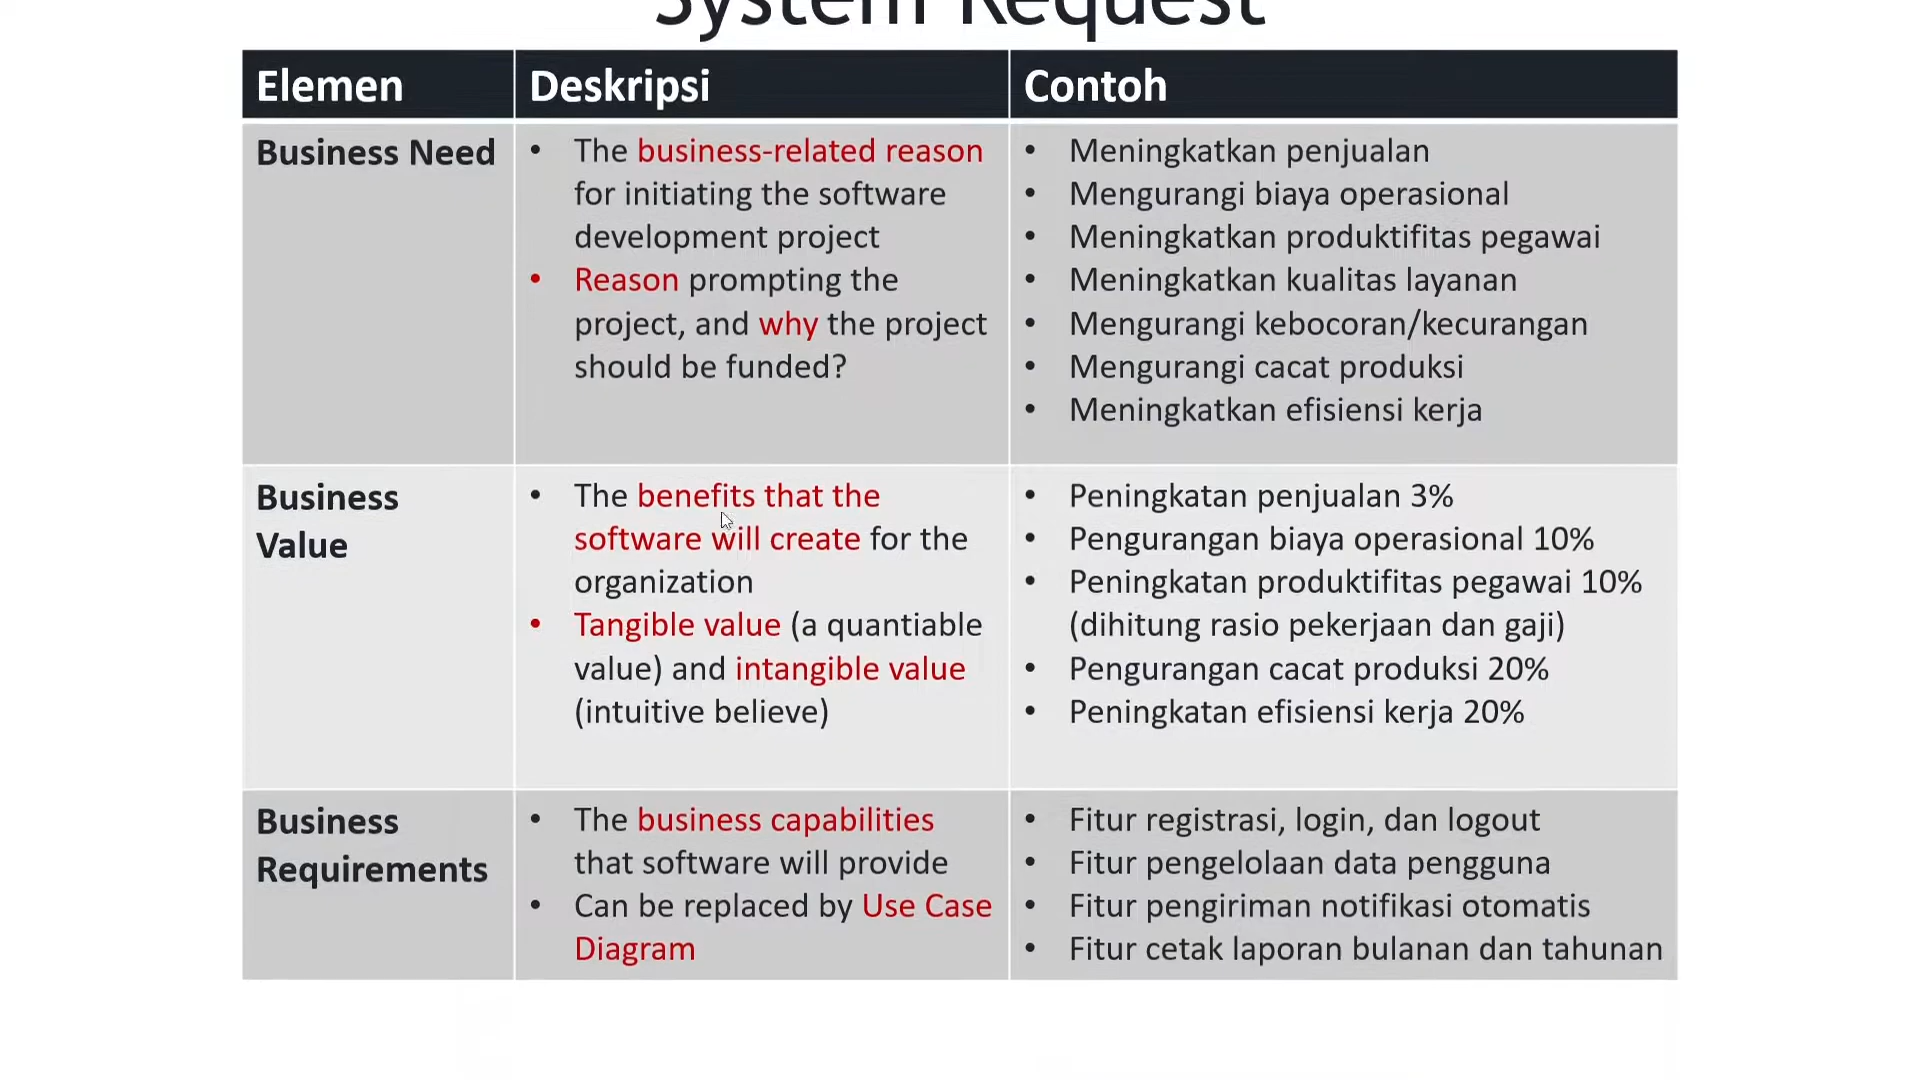 System Request
Elemen
Deskripsi
Contoh
Business Need
• The business-related reason
for initiating the software
development project
• Reason prompting the
project, and why the project
should be funded?
• Meningkatkan penjualan
• Mengurangi biaya operasional
• Meningkatkan produktifitas pegawai
• Meningkatkan kualitas layanan
• Mengurangi kebocoran/kecurangan
• Mengurangi cacat produksi
• Meningkatkan efisiensi kerja
Business
Value
• The benefits that the
software will create for the
organization
• Tangible value (a quantiable
value) and intangible value
(intuitive believe)
• Peningkatan penjualan 3%
• Pengurangan biaya operasional 10%
• Peningkatan produktifitas pegawai 10%
(dihitung rasio pekerjaan dan gaji)
• Pengurangan cacat produksi 20%
• Peningkatan efisiensi kerja 20%
Business
Requirements
• The business capabilities
that software will provide
• Can be replaced by Use Case
Diagram
• Fitur registrasi, login, dan logout
• Fitur pengelolaan data pengguna
• Fitur pengiriman notifikasi otomatis
• Fitur cetak laporan bulanan dan tahunan